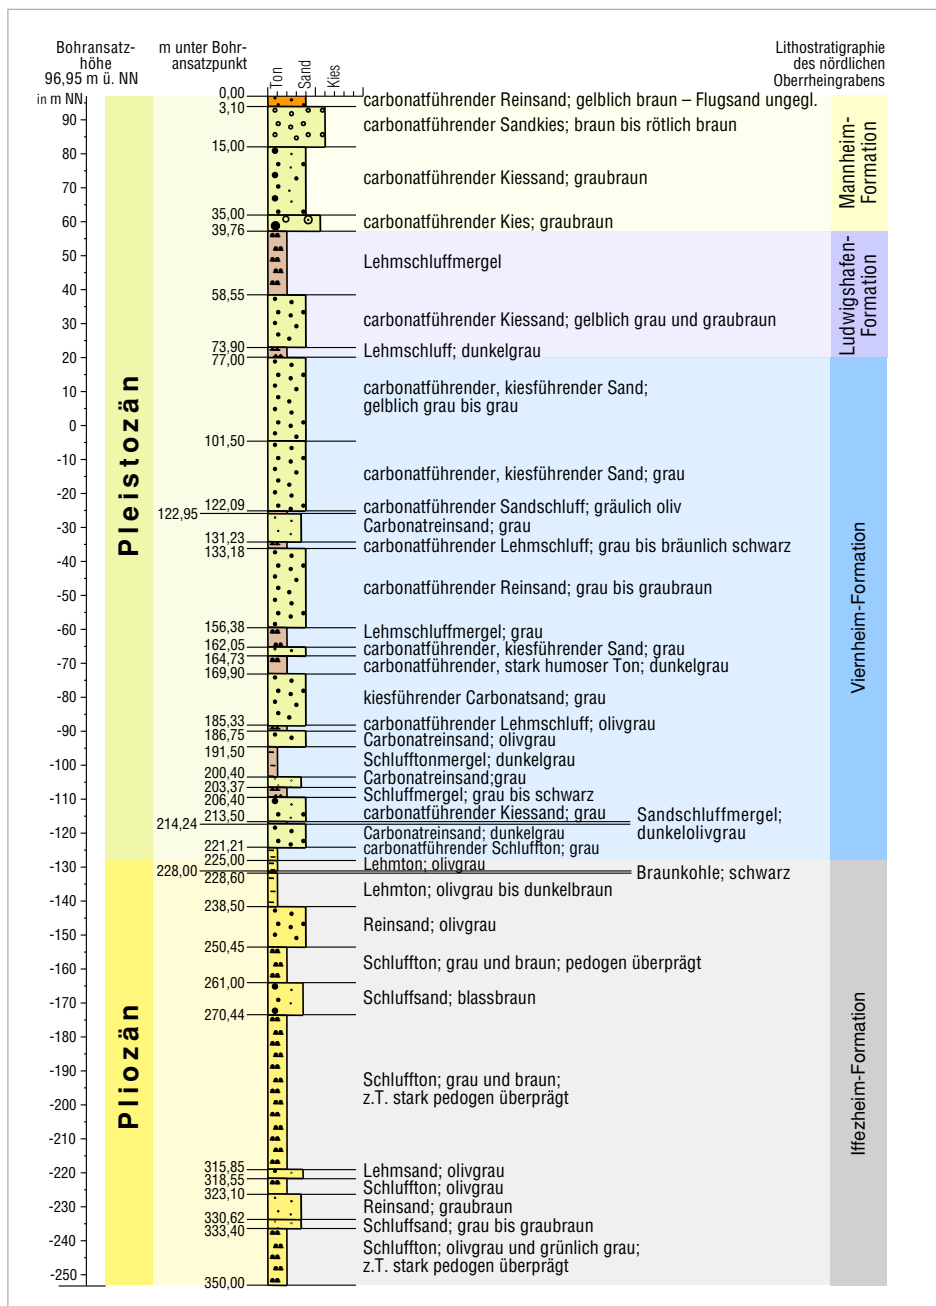 Bohransatz-
höhe
96,95 m ü. NN
in m NN
m unter Bohr-
ansatzpunkt
Ton
Sand
Kies
Lithostratigraphie
des nördlichen
Oberrheingrabens
90
80
70
60
50
40
30
20
10
0
-10
-20
-30
-40
-50
-60
-70
-80
-90
-100
-110
-120
-130
-140
-150
-160
-170
-180
-190
-200
-210
-220
-230
-240
-250
Pleistozän
Pliozän
0,00
carbonatführender Reinsand; gelblich braun – Flugsand ungegl.
3,10
carbonatführender Sandkies; braun bis rötlich braun
15,00
carbonatführender Kiessand; graubraun
35,00
carbonatführender Kies; graubraun
39,76
Lehmschluffmergel
58,55
carbonatführender Kiessand; gelblich grau und graubraun
73,90
Lehmschluff; dunkelgrau
77,00
carbonatführender, kiesführender Sand;
gelblich grau bis grau
101,50
carbonatführender, kiesführender Sand; grau
122,09
carbonatführender Sandschluff; gräulich oliv
122,95
Carbonatreinsand; grau
131,23
carbonatführender Lehmschluff; grau bis bräunlich schwarz
133,18
carbonatführender Reinsand; grau bis graubraun
156,38
Lehmschluffmergel; grau
162,05
carbonatführender, kiesführender Sand; grau
164,73
carbonatführender, stark humoser Ton; dunkelgrau
169,90
kiesführender Carbonatsand; grau
185,33
carbonatführender Lehmschluff; olivgrau
186,75
Carbonatreinsand; olivgrau
191,50
Schlufftonmergel; dunkelgrau
200,40
Carbonatreinsand;grau
203,37
Schluffmergel; grau bis schwarz
206,40
carbonatführender Kiessand; grau
213,50
Sandschluffmergel;
dunkelolivgrau
214,24
Carbonatreinsand; dunkelgrau
221,21
carbonatführender Schluffton; grau
225,00
Lehmton; olivgrau
228,00
Braunkohle; schwarz
228,60
Lehmton; olivgrau bis dunkelbraun
238,50
Reinsand; olivgrau
250,45
Schluffton; grau und braun; pedogen überprägt
261,00
Schluffsand; blassbraun
270,44
Schluffton; grau und braun;
z.T. stark pedogen überprägt
315,85
Lehmsand; olivgrau
318,55
Schluffton; olivgrau
323,10
Reinsand; graubraun
330,62
Schluffsand; grau bis graubraun
333,40
Schluffton; olivgrau und grünlich grau;
z.T. stark pedogen überprägt
350,00
Mannheim-
Formation
Ludwigshafen-
Formation
Viernheim-Formation
Iffezheim-Formation